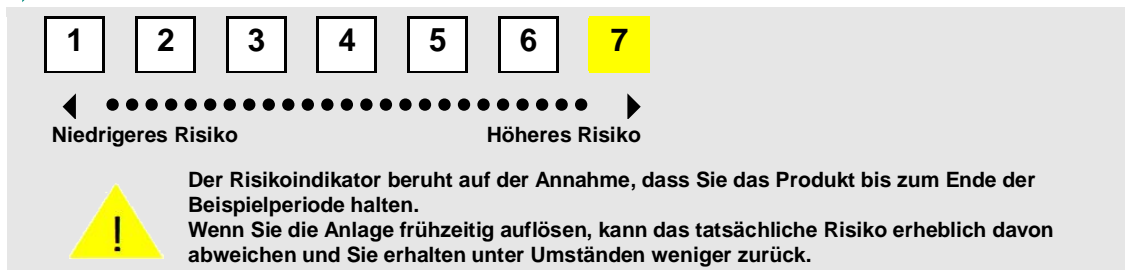 1 2 3 4 5 6 7
Niedrigeres Risiko Höheres Risiko
Der Risikoindikator beruht auf der Annahme, dass Sie das Produkt bis zum Ende der
Beispielperiode halten.
!
Wenn Sie die Anlage frühzeitig auflösen, kann das tatsächliche Risiko erheblich davon
abweichen und Sie erhalten unter Umständen weniger zurück.